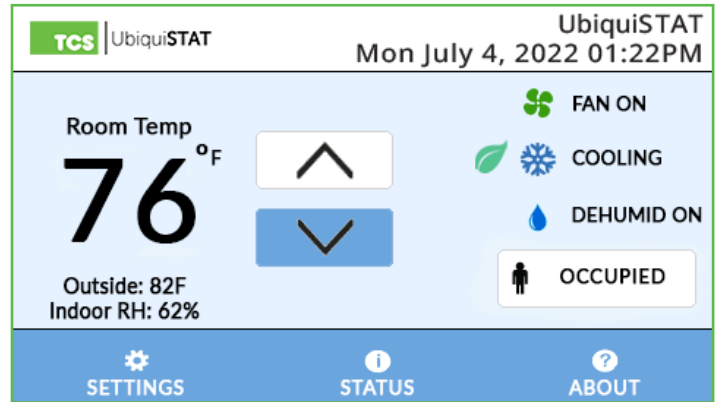 TCS UbiquiSTAT
UbiquiSTAT
Mon July 4, 2022 01:22PM
Room Temp
76°F
Outside: 82F
Indoor RH: 62%
FAN ON
COOLING
DEHUMID ON
OCCUPIED
SETTINGS
STATUS
ABOUT